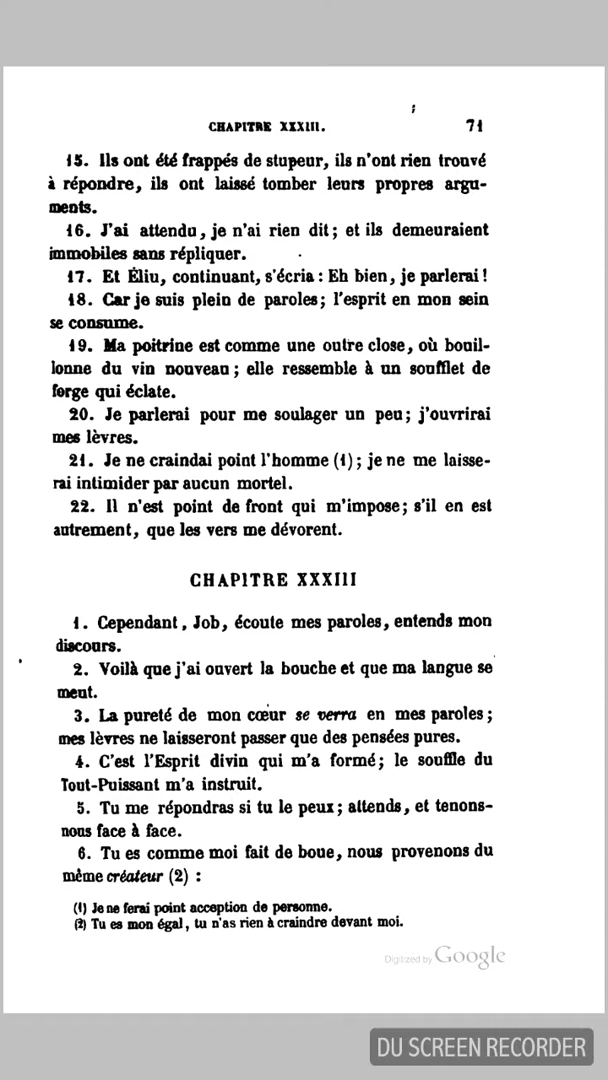 CHAPITRE XXXIII. 71
15. Ils ont été frappés de stupeur, ils n'ont rien trouvé
à répondre, ils ont laissé tomber leurs propres argu-
ments.
16. J'ai attendu, je n'ai rien dit; et ils demeuraient
immobiles sans répliquer.
17. Et Éliu, continuant, s'écria : Eh bien, je parlerai !
18. Car je suis plein de paroles; l'esprit en mon sein
se consume.
19. Ma poitrine est comme une outre close, où bouil-
lonne du vin nouveau; elle ressemble à un soufflet de
forge qui éclate.
20. Je parlerai pour me soulager un peu; j'ouvrirai
mes lèvres.
21. Je ne craindai point l'homme (1); je ne me laisse-
rai intimider par aucun mortel.
22. Il n'est point de front qui m'impose; s'il en est
autrement, que les vers me dévorent.
CHAPITRE XXXIII
1. Cependant, Job, écoute mes paroles, entends mon
discours.
2. Voilà que j'ai ouvert la bouche et que ma langue se
meut.
3. La pureté de mon cœur se verra en mes paroles;
mes lèvres ne laisseront passer que des pensées pures.
4. C'est l'Esprit divin qui m'a formé; le souffle du
Tout-Puissant m'a instruit.
5. Tu me répondras si tu le peux; attends, et tenons-
nous face à face.
6. Tu es comme moi fait de boue, nous provenons du
même créateur (2) :
(1) Je ne ferai point acception de personne.
(2) Tu es mon égal, tu n'as rien à craindre devant moi.
Digitized by Google
DU SCREEN RECORDER